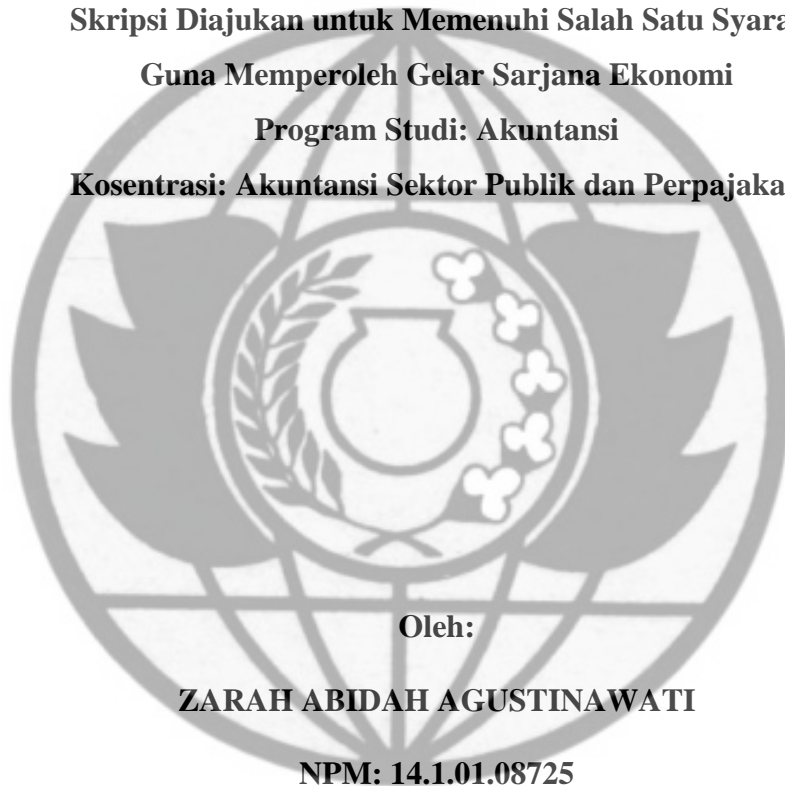 Skripsi Diajukan untuk Memenuhi Salah Satu Syara
Guna Memperoleh Gelar Sarjana Ekonomi
Program Studi: Akuntansi
Kosentrasi: Akuntansi Sektor Publik dan Perpajaka
Oleh:
ZARAH ABIDAH AGUSTINAWATI
NPM: 14.1.01.08725